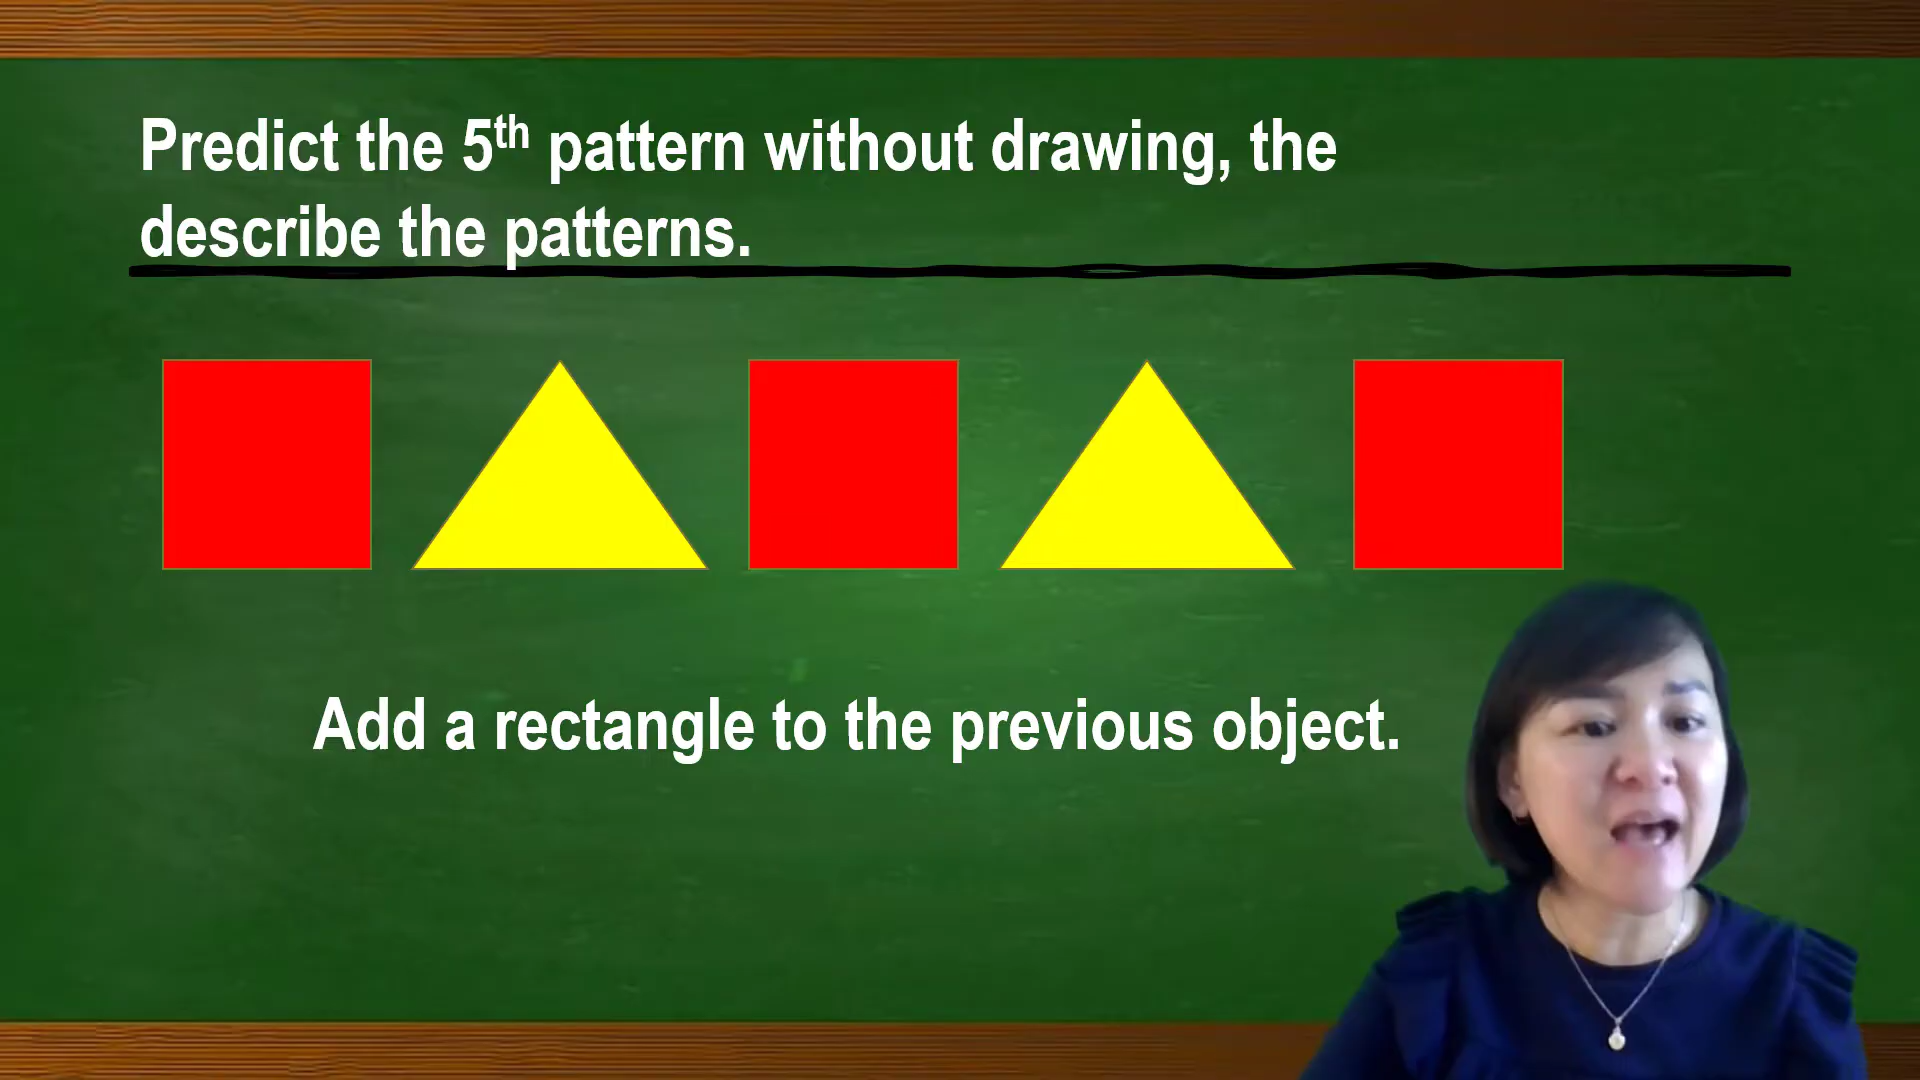 Predict the 5th pattern without drawing, the
describe the patterns.
Add a rectangle to the previous object.